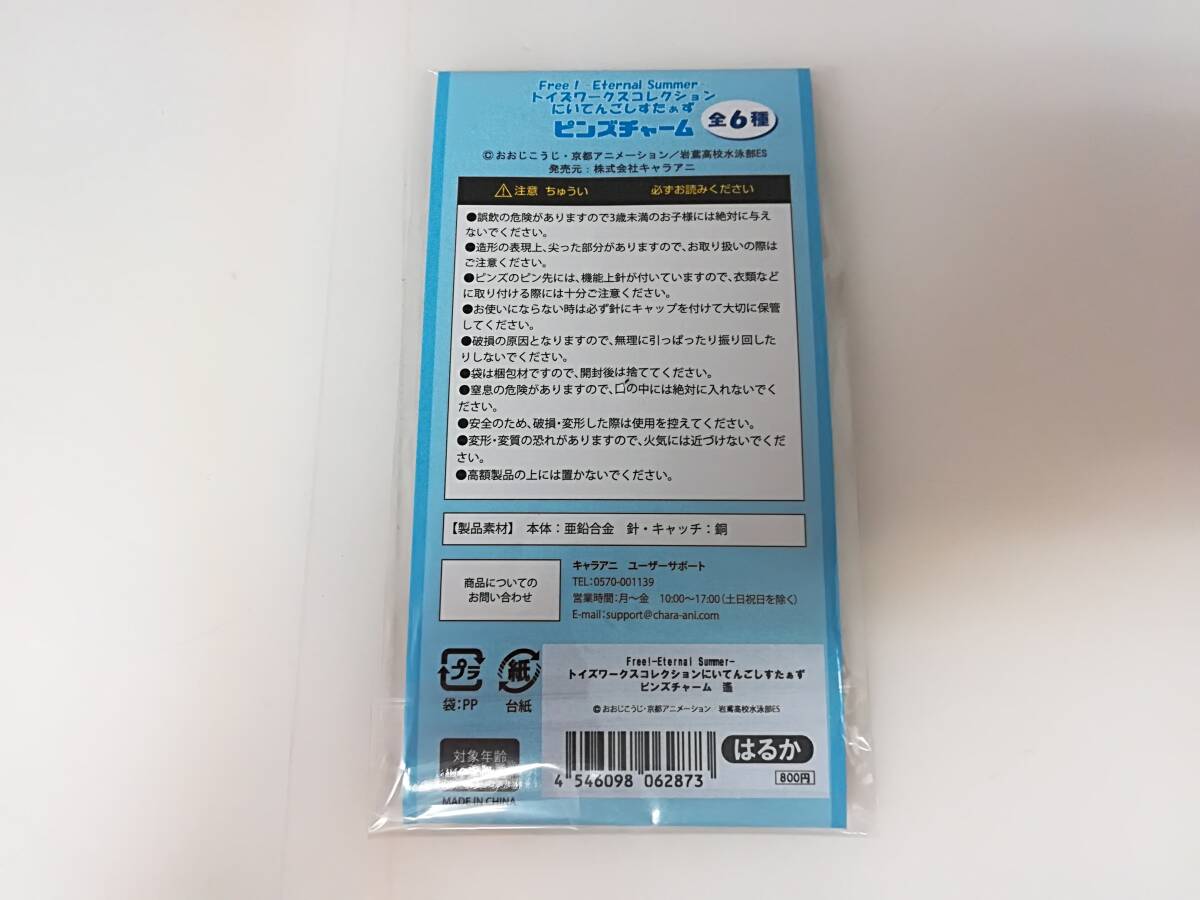 Free! -Eternal Summer-
トイズワークスコレクション
にいてんごしすたぁず
ピンズチャーム 全6種
©おおじこうじ・京都アニメーション/岩鳶高校水泳部ES
発売元:株式会社キャラアニ
⚠注意 ちゅうい 必ずお読みください
●誤飲の危険がありますので3歳未満のお子様には絶対に与え
ないでください。
●造形の表現上、尖った部分がありますので、お取り扱いの際は
ご注意ください。
●ピンズのピン先には、機能上針が付いていますので、衣類など
に取り付ける際には十分ご注意ください。
●お使いにならない時は必ず針にキャップを付けて大切に保管
してください。
●破損の原因となりますので、無理に引っぱったり振り回した
りしないでください。
●袋は梱包材ですので、開封後は捨ててください。
●窒息の危険がありますので、口の中には絶対に入れないでく
ださい。
●安全のため、破損・変形した際は使用を控えてください。
●変形・変質の恐れがありますので、火気には近づけないでくだ
さい。
●高額製品の上には置かないでください。
【製品素材】 本体:亜鉛合金 針・キャッチ:銅
商品についての
お問い合わせ
キャラアニ ユーザーサポート
TEL:0570-001139
営業時間:月〜金 10:00〜17:00(土日祝日を除く)
E-mail:support@chara-ani.com
プラ
袋:PP
紙
台紙
Free!-Eternal Summer-
トイズワークスコレクションにいてんごしすたぁず
ピンズチャーム 遙
©おおじこうじ・京都アニメーション/岩鳶高校水泳部ES
対象年齢
MADE IN CHINA
4 546098 062873
はるか
800円